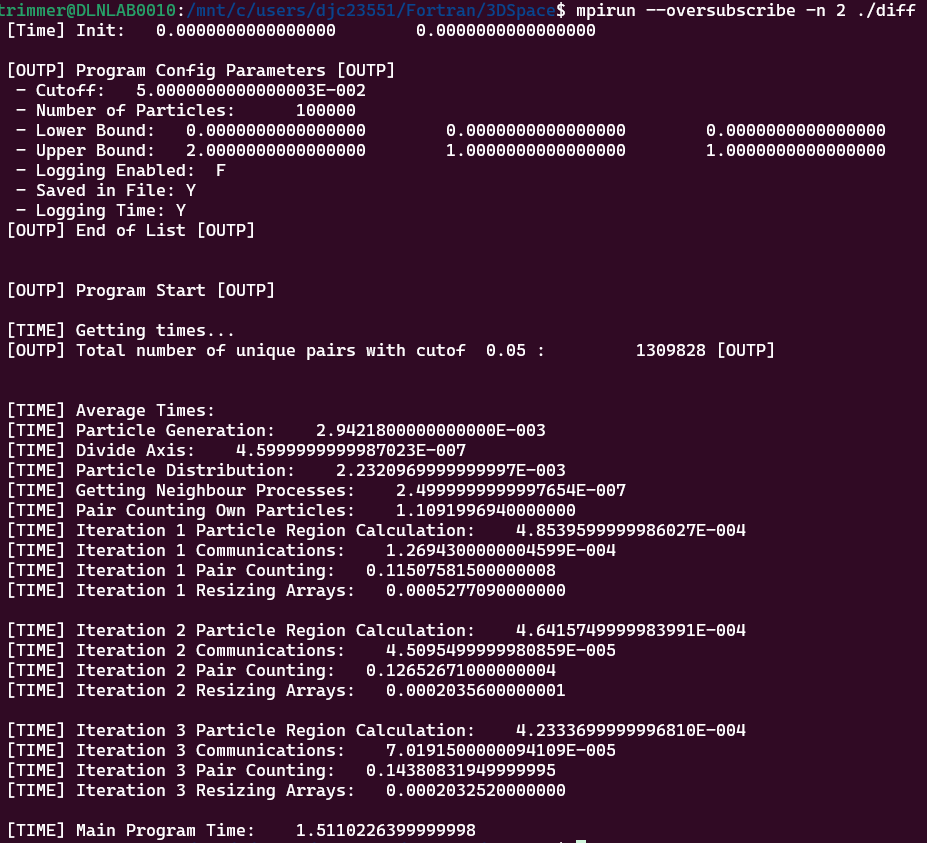 trimmer@DLNLAB0010:/mnt/c/users/djc23551/Fortran/3DSpace$ mpirun --oversubscribe -n 2 ./diff
[Time] Init:   0.0000000000000000        0.0000000000000000
[OUTP] Program Config Parameters [OUTP]
 - Cutoff:   5.0000000000000003E-002
 - Number of Particles:      100000
 - Lower Bound:   0.0000000000000000        0.0000000000000000        0.0000000000000000
 - Upper Bound:   2.0000000000000000        1.0000000000000000        1.0000000000000000
 - Logging Enabled:  F
 - Saved in File: Y
 - Logging Time: Y
[OUTP] End of List [OUTP]
[OUTP] Program Start [OUTP]
[TIME] Getting times...
[OUTP] Total number of unique pairs with cutof  0.05 :         1309828 [OUTP]
[TIME] Average Times:
[TIME] Particle Generation:    2.9421800000000000E-003
[TIME] Divide Axis:    4.5999999999987023E-007
[TIME] Particle Distribution:    2.2320969999999997E-003
[TIME] Getting Neighbour Processes:    2.4999999999997654E-007
[TIME] Pair Counting Own Particles:    1.1091996940000000
[TIME] Iteration 1 Particle Region Calculation:    4.8539599999986027E-004
[TIME] Iteration 1 Communications:    1.2694300000004599E-004
[TIME] Iteration 1 Pair Counting:   0.11507581500000008
[TIME] Iteration 1 Resizing Arrays:   0.0005277090000000
[TIME] Iteration 2 Particle Region Calculation:    4.6415749999983991E-004
[TIME] Iteration 2 Communications:    4.5095499999980859E-005
[TIME] Iteration 2 Pair Counting:   0.12652671000000004
[TIME] Iteration 2 Resizing Arrays:   0.0002035600000001
[TIME] Iteration 3 Particle Region Calculation:    4.2333699999996810E-004
[TIME] Iteration 3 Communications:    7.0191500000094109E-005
[TIME] Iteration 3 Pair Counting:   0.14380831949999995
[TIME] Iteration 3 Resizing Arrays:   0.0002032520000000
[TIME] Main Program Time:    1.5110226399999998